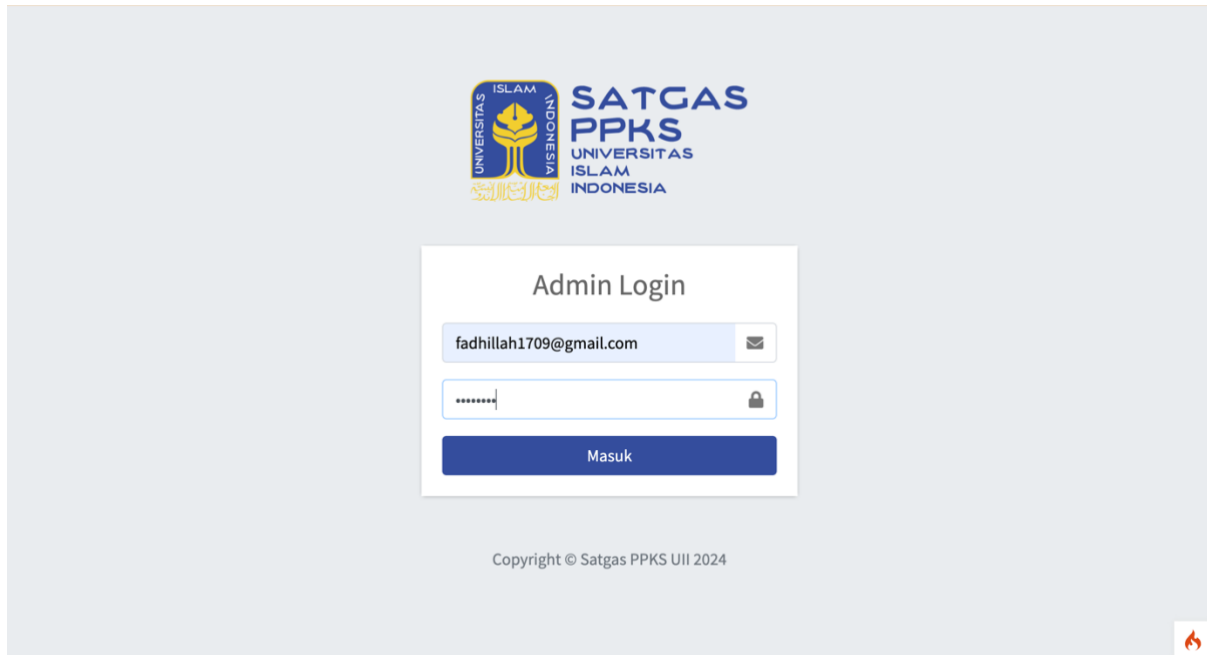 UNIVERSITAS ISLAM INDONESIA
SATGAS
PPKS
UNIVERSITAS
ISLAM
INDONESIA
Admin Login
fadhillah1709@gmail.com
••••••••
Masuk
Copyright © Satgas PPKS UII 2024